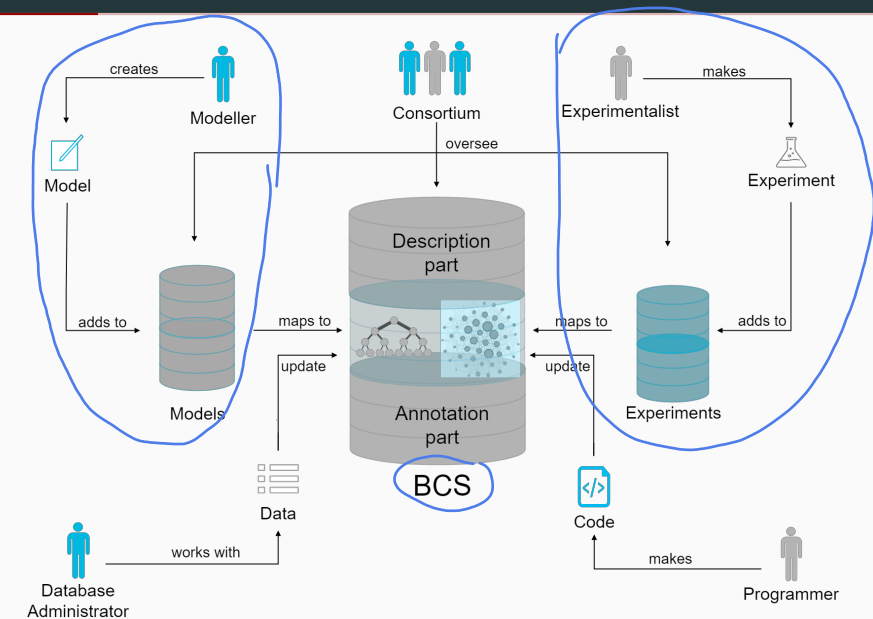 creates
Modeller
Model
adds to
Models
Consortium
oversee
Experimentalist
makes
Experiment
adds to
Experiments
Description
part
maps to
maps to
update
update
Annotation
part
BCS
Data
works with
Database
Administrator
Code
makes
Programmer